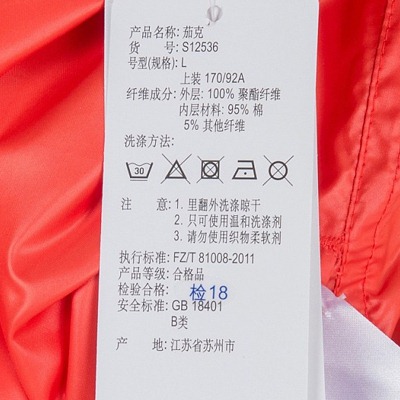 产品名称: 茄克
货 号: S12536
号型(规格): L
上装 170/92A
纤维成分: 外层: 100% 聚酯纤维
内层材料: 95% 棉
5% 其他纤维
洗涤方法:
30
注 意: 1. 里翻外洗涤晾干
2. 只可使用温和洗涤剂
3. 请勿使用织物柔软剂
执行标准: FZ/T 81008-2011
产品等级: 合格品
检验合格: 检18
安全标准: GB 18401
B类
产 地: 江苏省苏州市